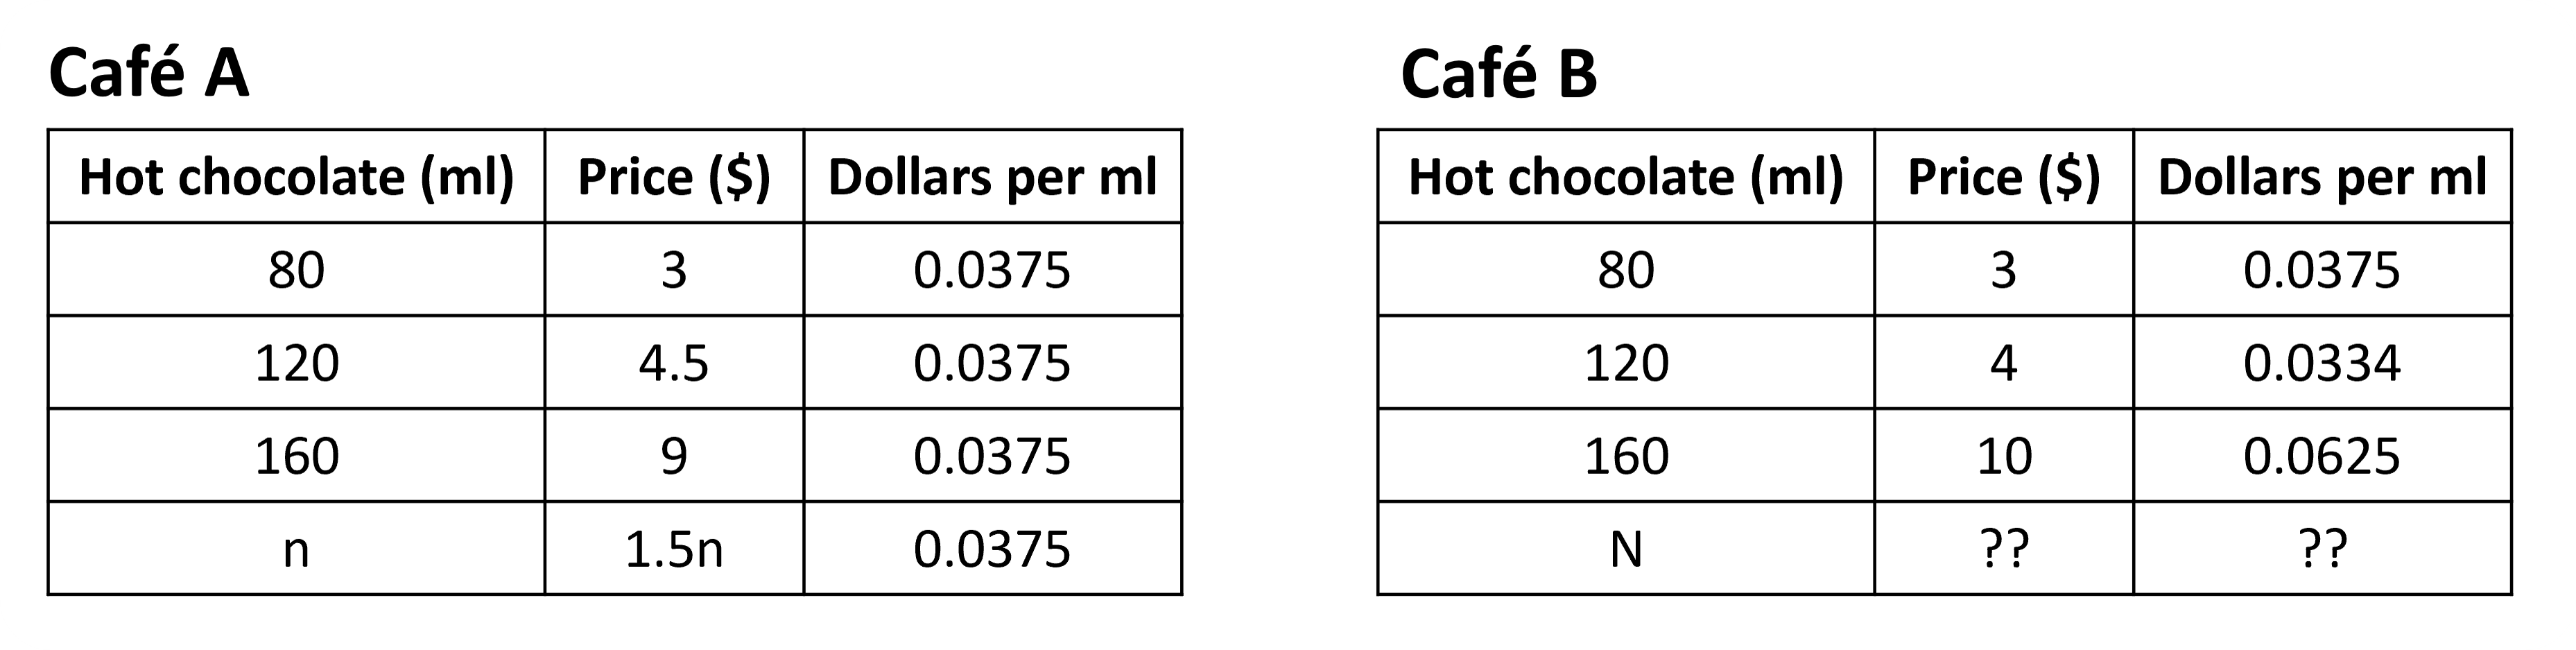 Café A
Hot chocolate (ml) Price ($) Dollars per ml
80 3 0.0375
120 4.5 0.0375
160 9 0.0375
n 1.5n 0.0375
Café B
Hot chocolate (ml) Price ($) Dollars per ml
80 3 0.0375
120 4 0.0334
160 10 0.0625
N ?? ??